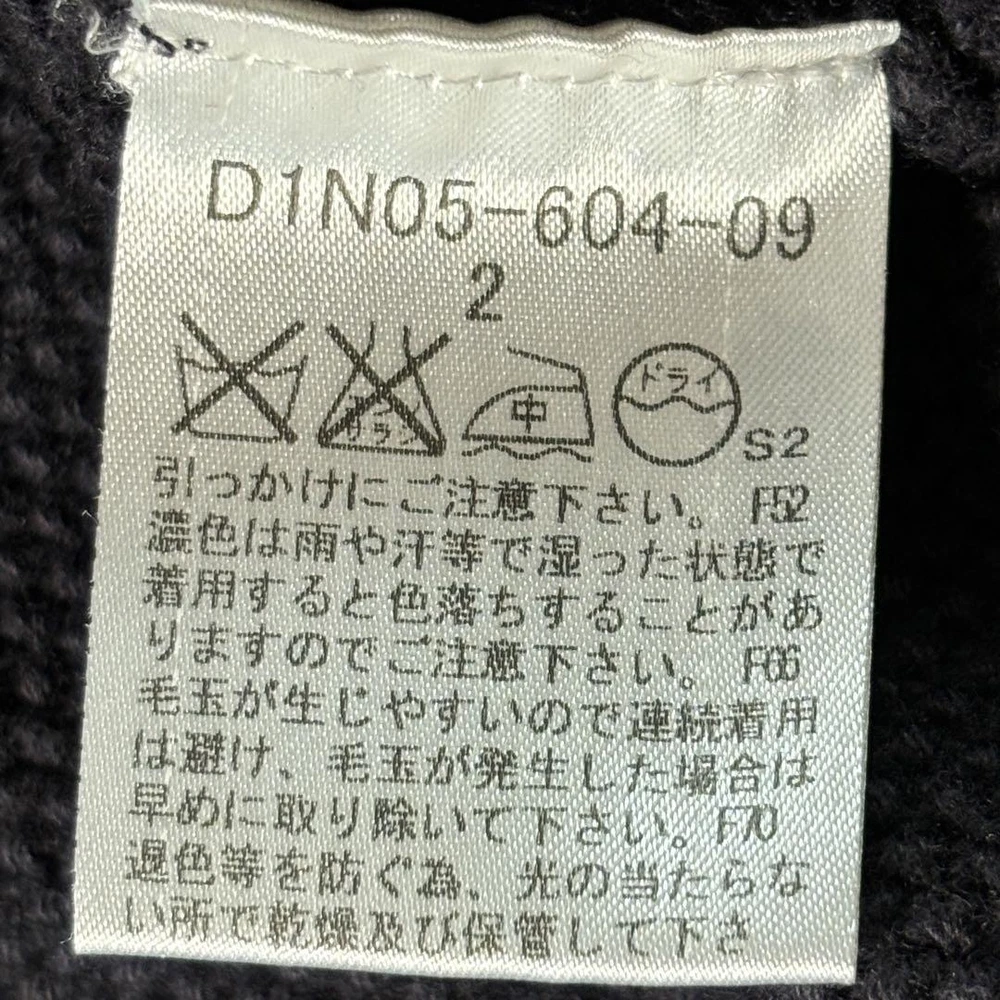 D1N05-604-09
2
中 ドライ
S2
引っかけにご注意下さい。 F52
濃色は雨や汗等で湿った状態で
着用すると色落ちすることがあ
りますのでご注意下さい。 F06
毛玉が生じやすいので連続着用
は避け、毛玉が発生した場合は
早めに取り除いて下さい。F70
退色等を防ぐ為、光の当たらな
い所で乾燥及び保管して下さ